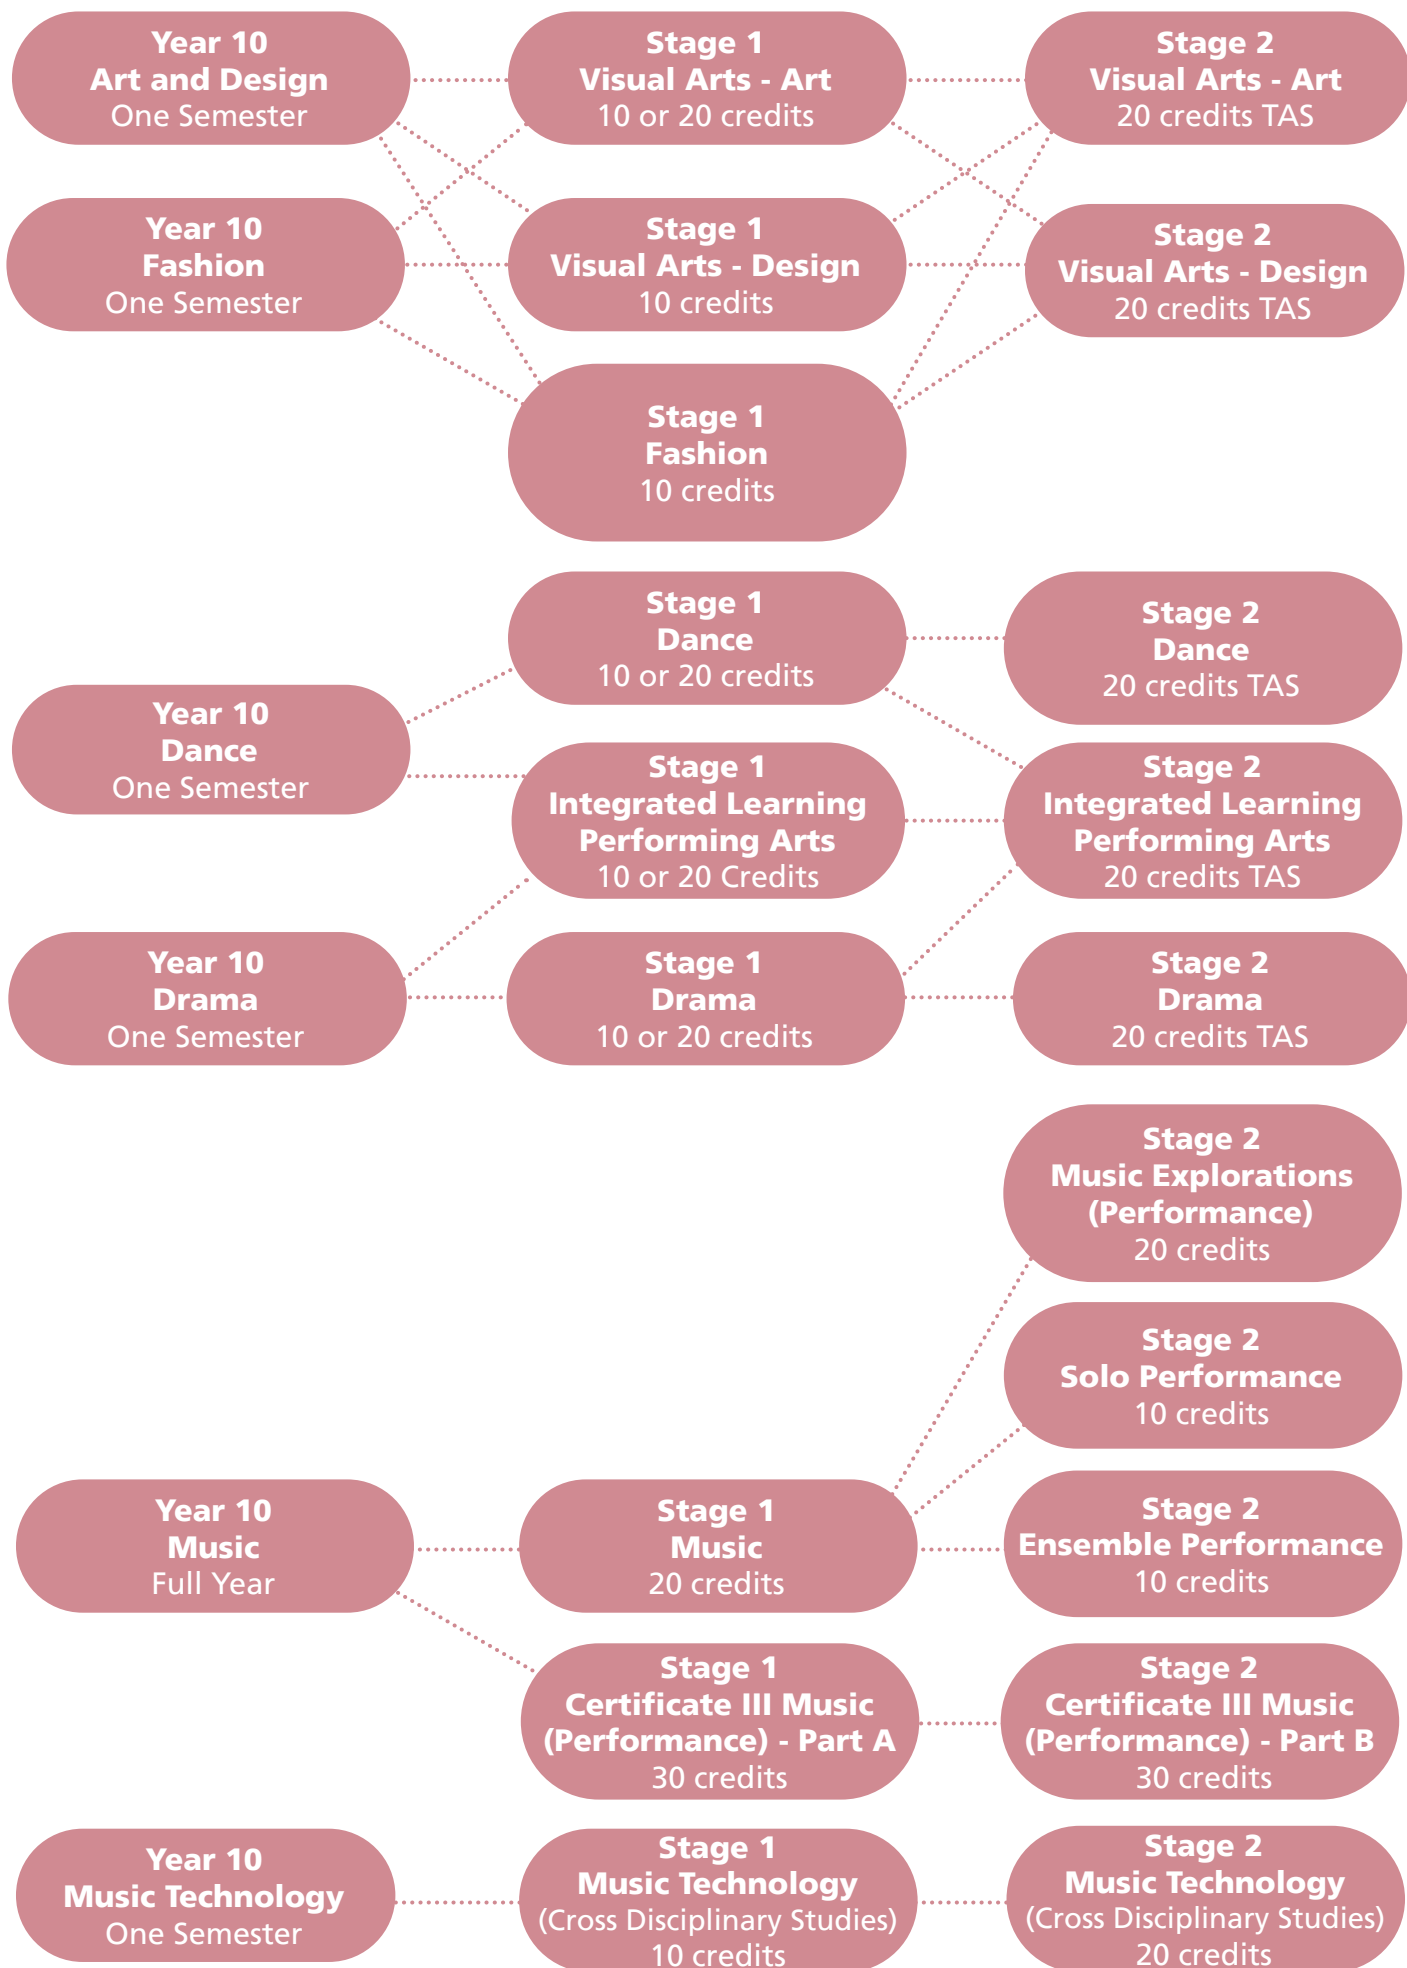 Year 10
Art and Design
One Semester
Stage 1
Visual Arts - Art
10 or 20 credits
Stage 2
Visual Arts - Art
20 credits TAS
Year 10
Fashion
One Semester
Stage 1
Visual Arts - Design
10 credits
Stage 2
Visual Arts - Design
20 credits TAS
Stage 1
Fashion
10 credits
Year 10
Dance
One Semester
Stage 1
Dance
10 or 20 credits
Stage 2
Dance
20 credits TAS
Stage 1
Integrated Learning
Performing Arts
10 or 20 Credits
Stage 2
Integrated Learning
Performing Arts
20 credits TAS
Year 10
Drama
One Semester
Stage 1
Drama
10 or 20 credits
Stage 2
Drama
20 credits TAS
Stage 2
Music Explorations
(Performance)
20 credits
Stage 2
Solo Performance
10 credits
Year 10
Music
Full Year
Stage 1
Music
20 credits
Stage 2
Ensemble Performance
10 credits
Stage 1
Certificate III Music
(Performance) - Part A
30 credits
Stage 2
Certificate III Music
(Performance) - Part B
30 credits
Year 10
Music Technology
One Semester
Stage 1
Music Technology
(Cross Disciplinary Studies)
10 credits
Stage 2
Music Technology
(Cross Disciplinary Studies)
20 credits